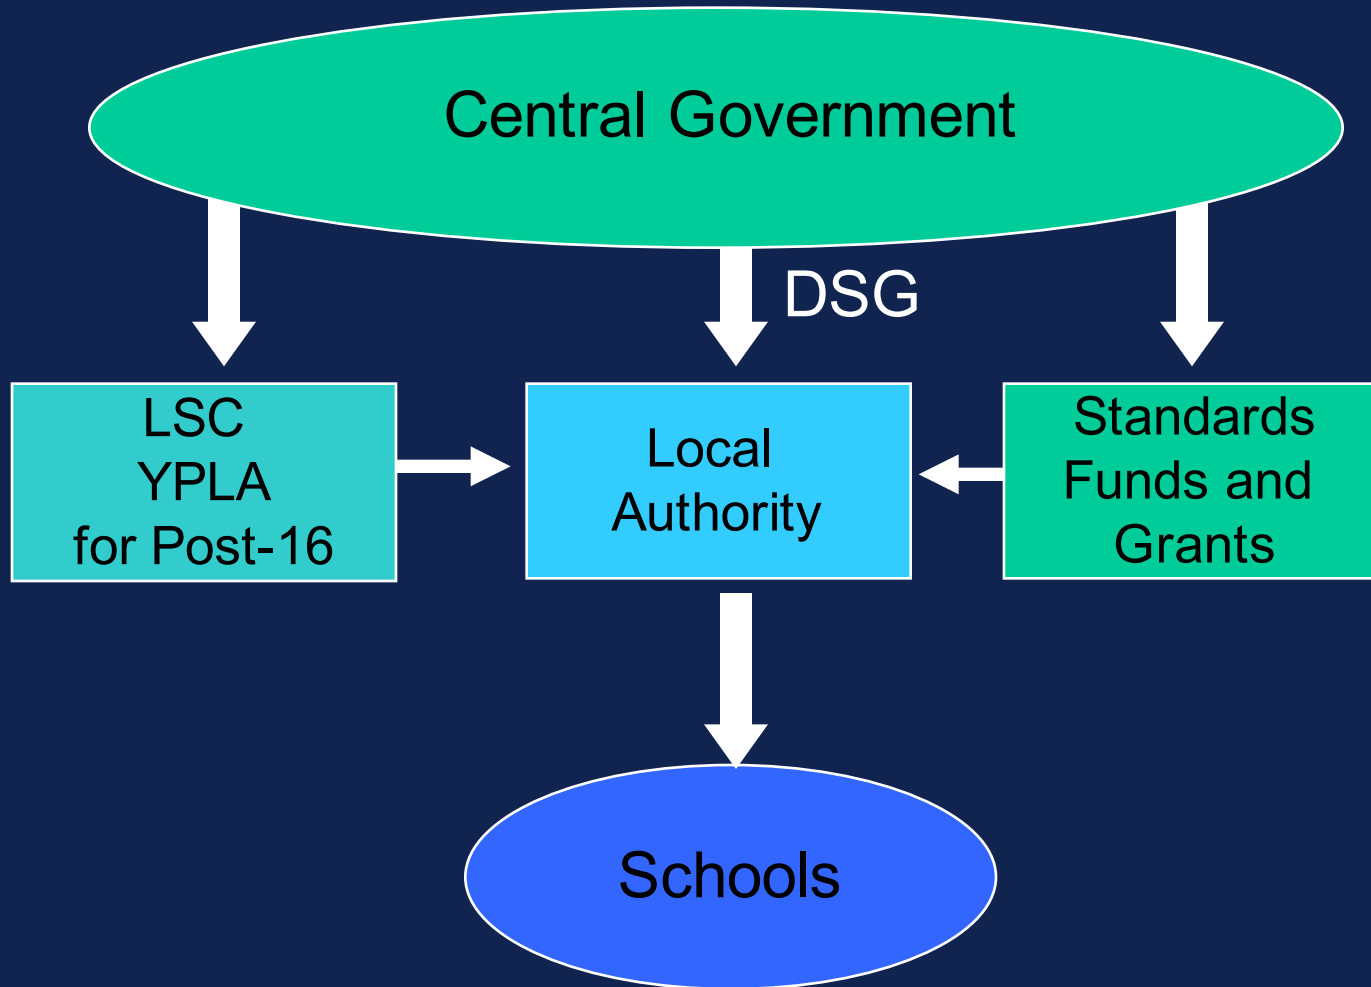 Central Government
DSG
LSC
YPLA
for Post-16
Local
Authority
Standards
Funds and
Grants
Schools